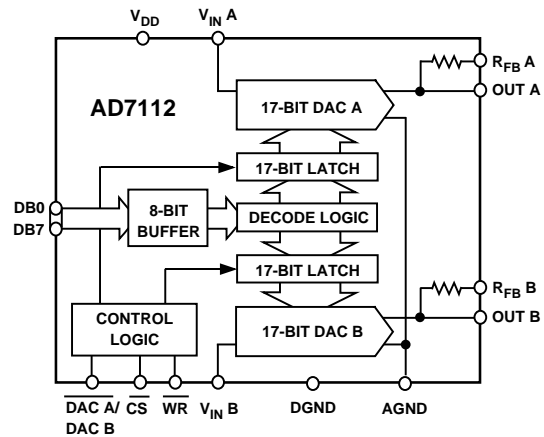 VDD
VIN A
RFB A
OUT A
AD7112
17-BIT DAC A
17-BIT LATCH
DB0
DB7
8-BIT
BUFFER
DECODE LOGIC
17-BIT LATCH
RFB B
OUT B
CONTROL
LOGIC
17-BIT DAC B
DAC A/
DAC B
CS
WR
VIN B
DGND
AGND